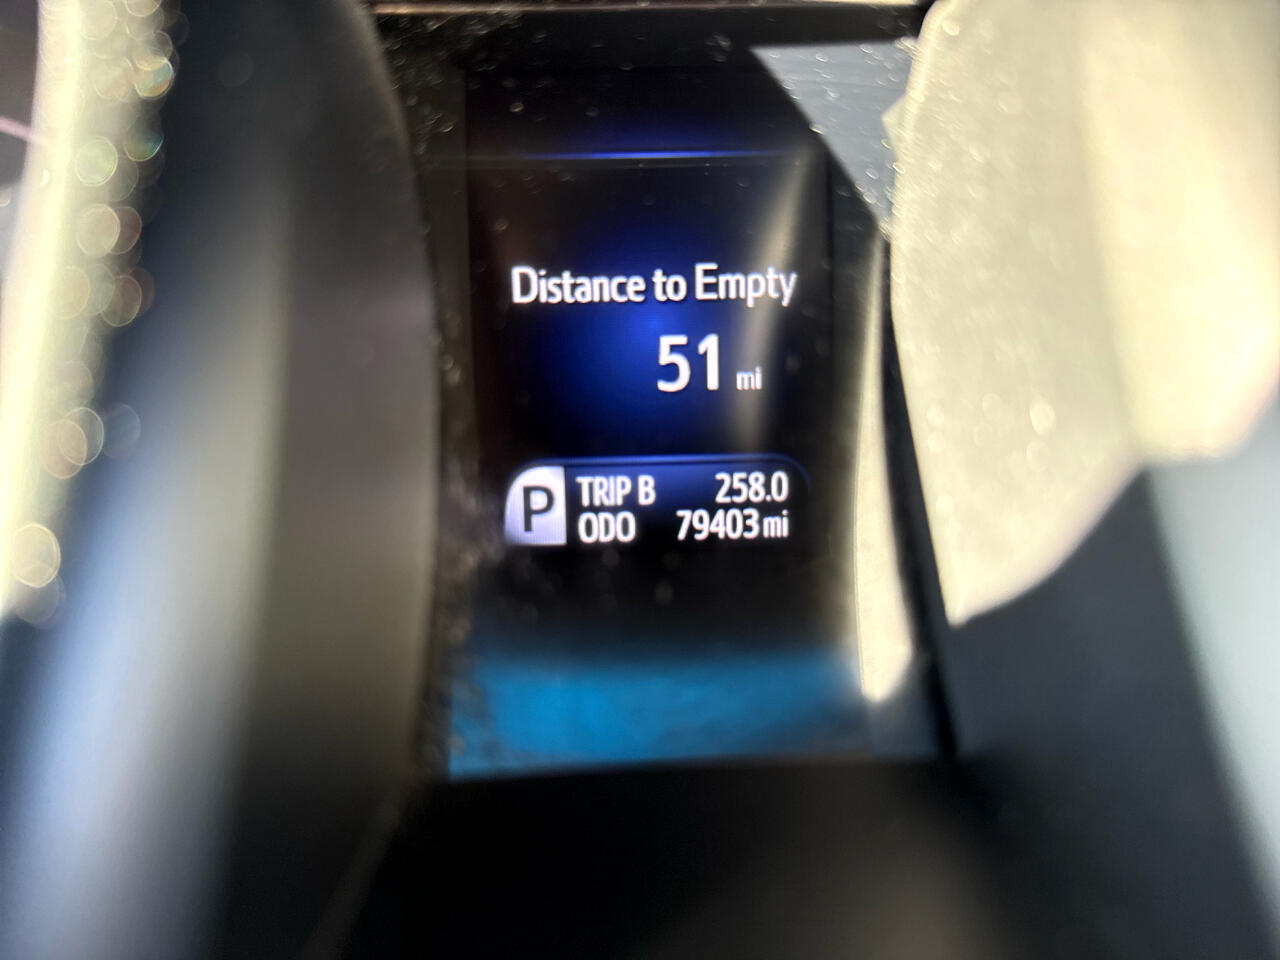 Distance to Empty
51 mi
P
TRIP B 258.0
ODO 79403 mi